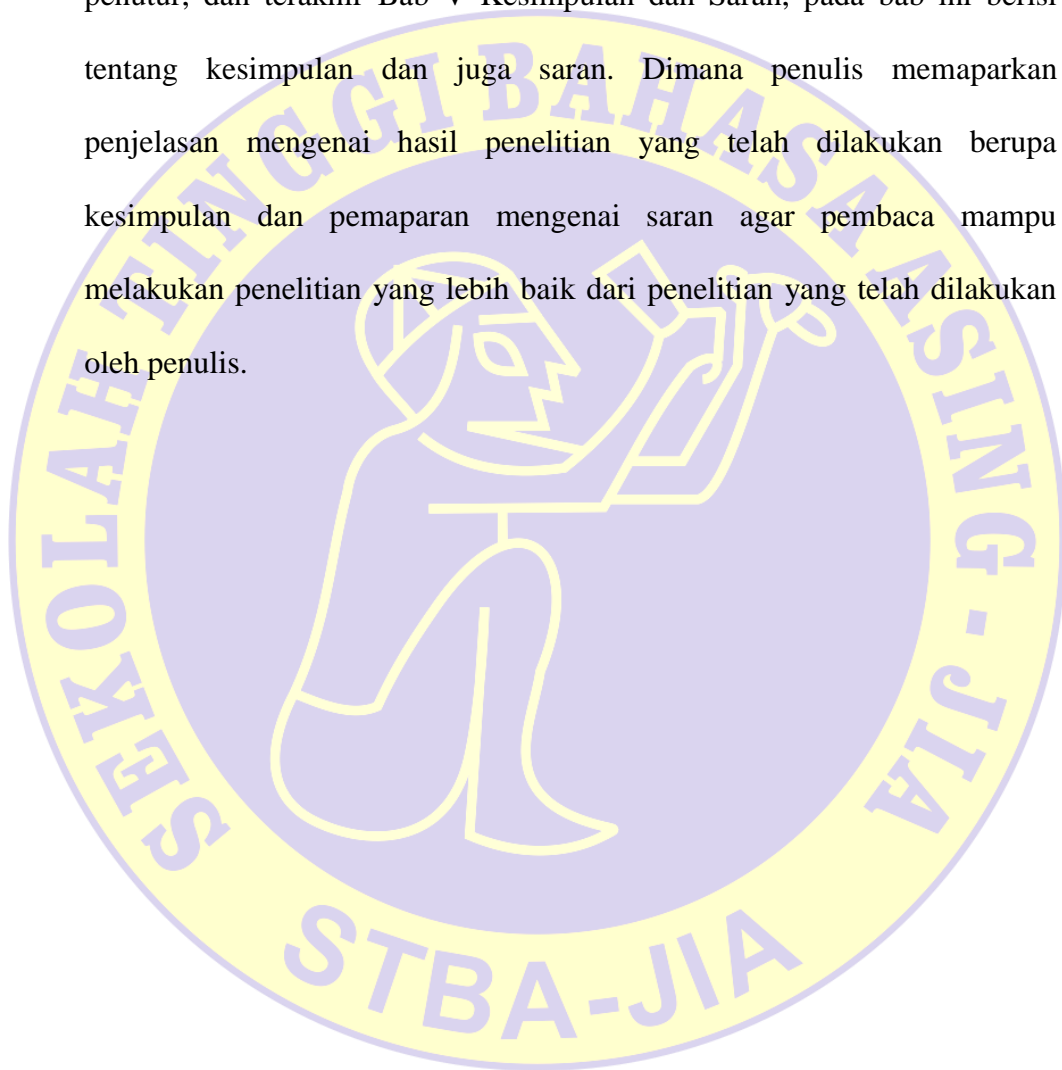 penutur, dan terakhir Bab V Kesimpulan dan Saran, pada bab ini berisi
tentang kesimpulan dan juga saran. Dimana penulis memaparkan
penjelasan mengenai hasil penelitian yang telah dilakukan berupa
kesimpulan dan pemaparan mengenai saran agar pembaca mampu
melakukan penelitian yang lebih baik dari penelitian yang telah dilakukan
oleh penulis.
SEKOLAH TINGGI BAHASA ASING - JIA
STBA-JIA